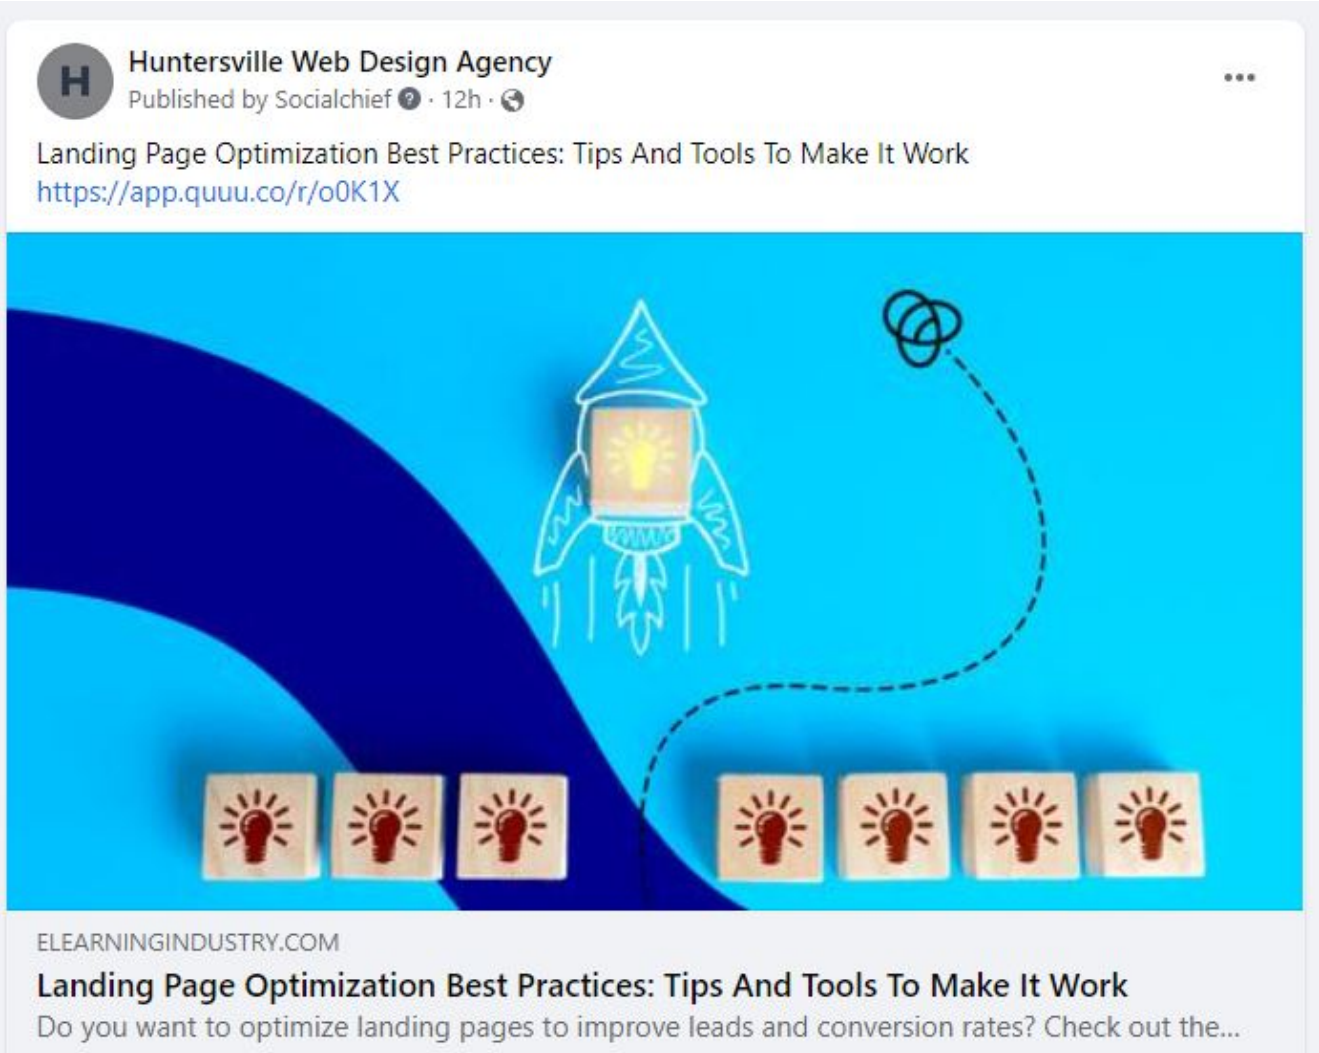 H
Huntersville Web Design Agency
Published by Socialchief · 12h ·
Landing Page Optimization Best Practices: Tips And Tools To Make It Work
https://app.quuu.co/r/o0K1X
ELEARNINGINDUSTRY.COM
Landing Page Optimization Best Practices: Tips And Tools To Make It Work
Do you want to optimize landing pages to improve leads and conversion rates? Check out the...